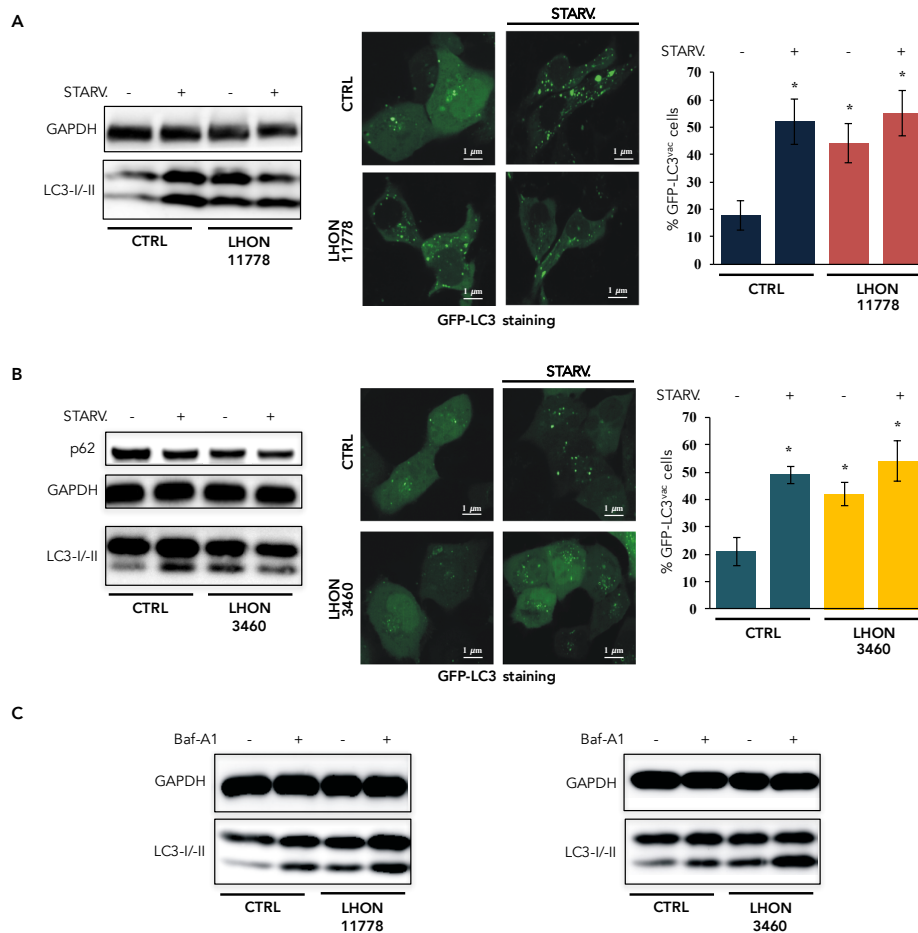 A
STARV. - + - +
GAPDH
LC3-I/-II
CTRL LHON
11778
STARV.
CTRL
1 µm 1 µm
LHON
11778
1 µm 1 µm
GFP-LC3 staining
STARV. - + - +
% GFP-LC3vac cells
70
60
50
40
30
20
10
0
* * *
CTRL LHON
11778
B
STARV. - + - +
p62
GAPDH
LC3-I/-II
CTRL LHON
3460
STARV.
CTRL
1 µm 1 µm
LHON
3460
1 µm 1 µm
GFP-LC3 staining
STARV. - + - +
% GFP-LC3vac cells
70
60
50
40
30
20
10
0
* * *
CTRL LHON
3460
C
Baf-A1 - + - +
GAPDH
LC3-I/-II
CTRL LHON
11778
Baf-A1 - + - +
GAPDH
LC3-I/-II
CTRL LHON
3460